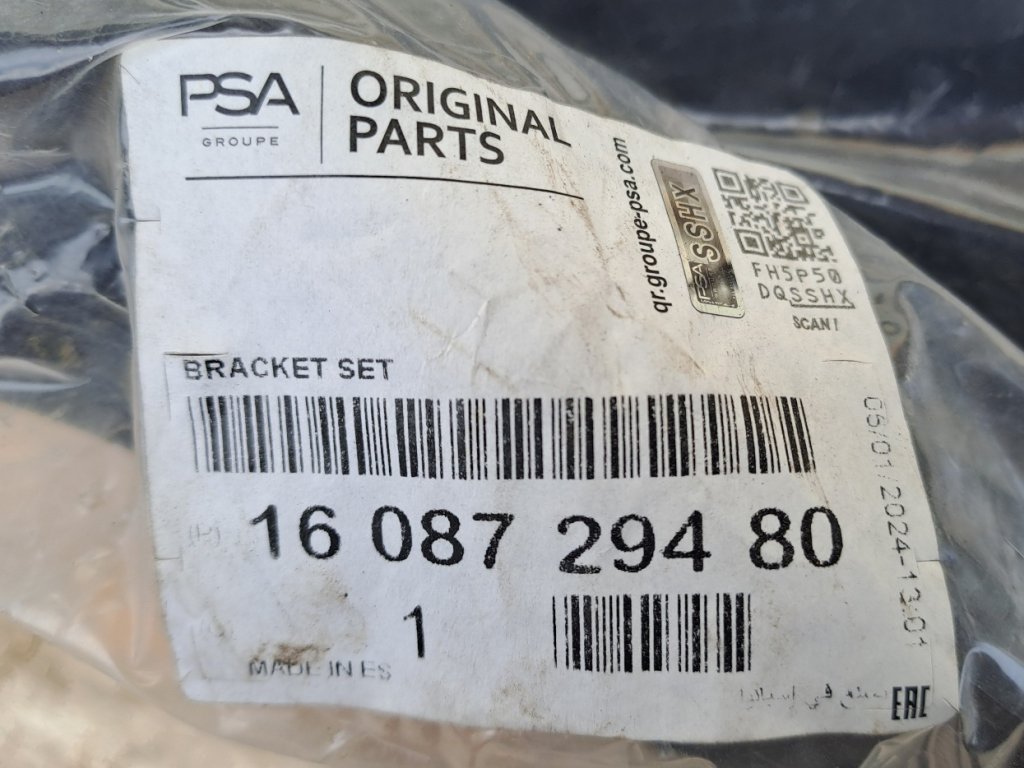 PSA
GROUPE
ORIGINAL
PARTS
qr.groupe-psa.com
PSA SSHX
FH5P50
DQSSHX
SCAN!
BRACKET SET
16 087 294 80
1
MADE IN ES
05/01/2024-13:01
صنع في إسبانيا
EAC